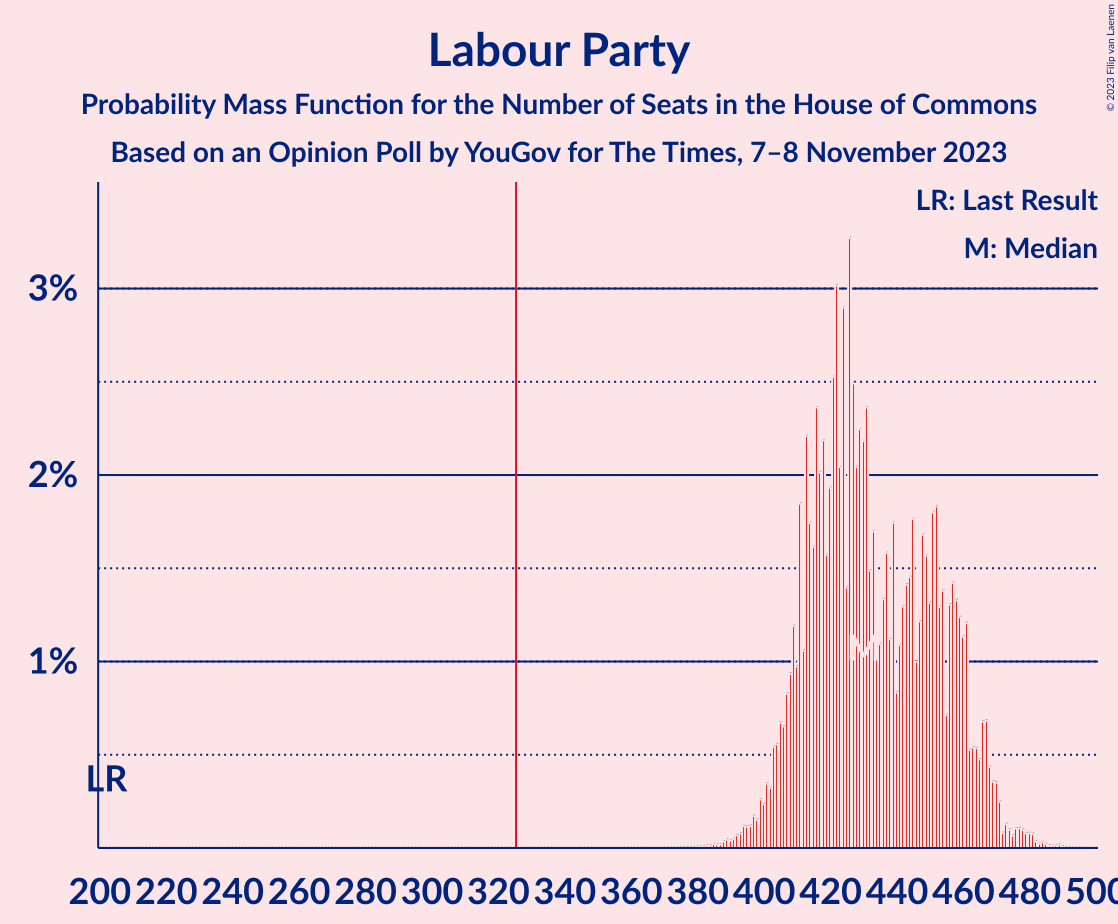 Labour Party
Probability Mass Function for the Number of Seats in the House of Commons
Based on an Opinion Poll by YouGov for The Times, 7–8 November 2023
© 2023 Filip van Laenen
LR: Last Result
M: Median
3%
2%
1%
M
LR
200 220 240 260 280 300 320 340 360 380 400 420 440 460 480 500